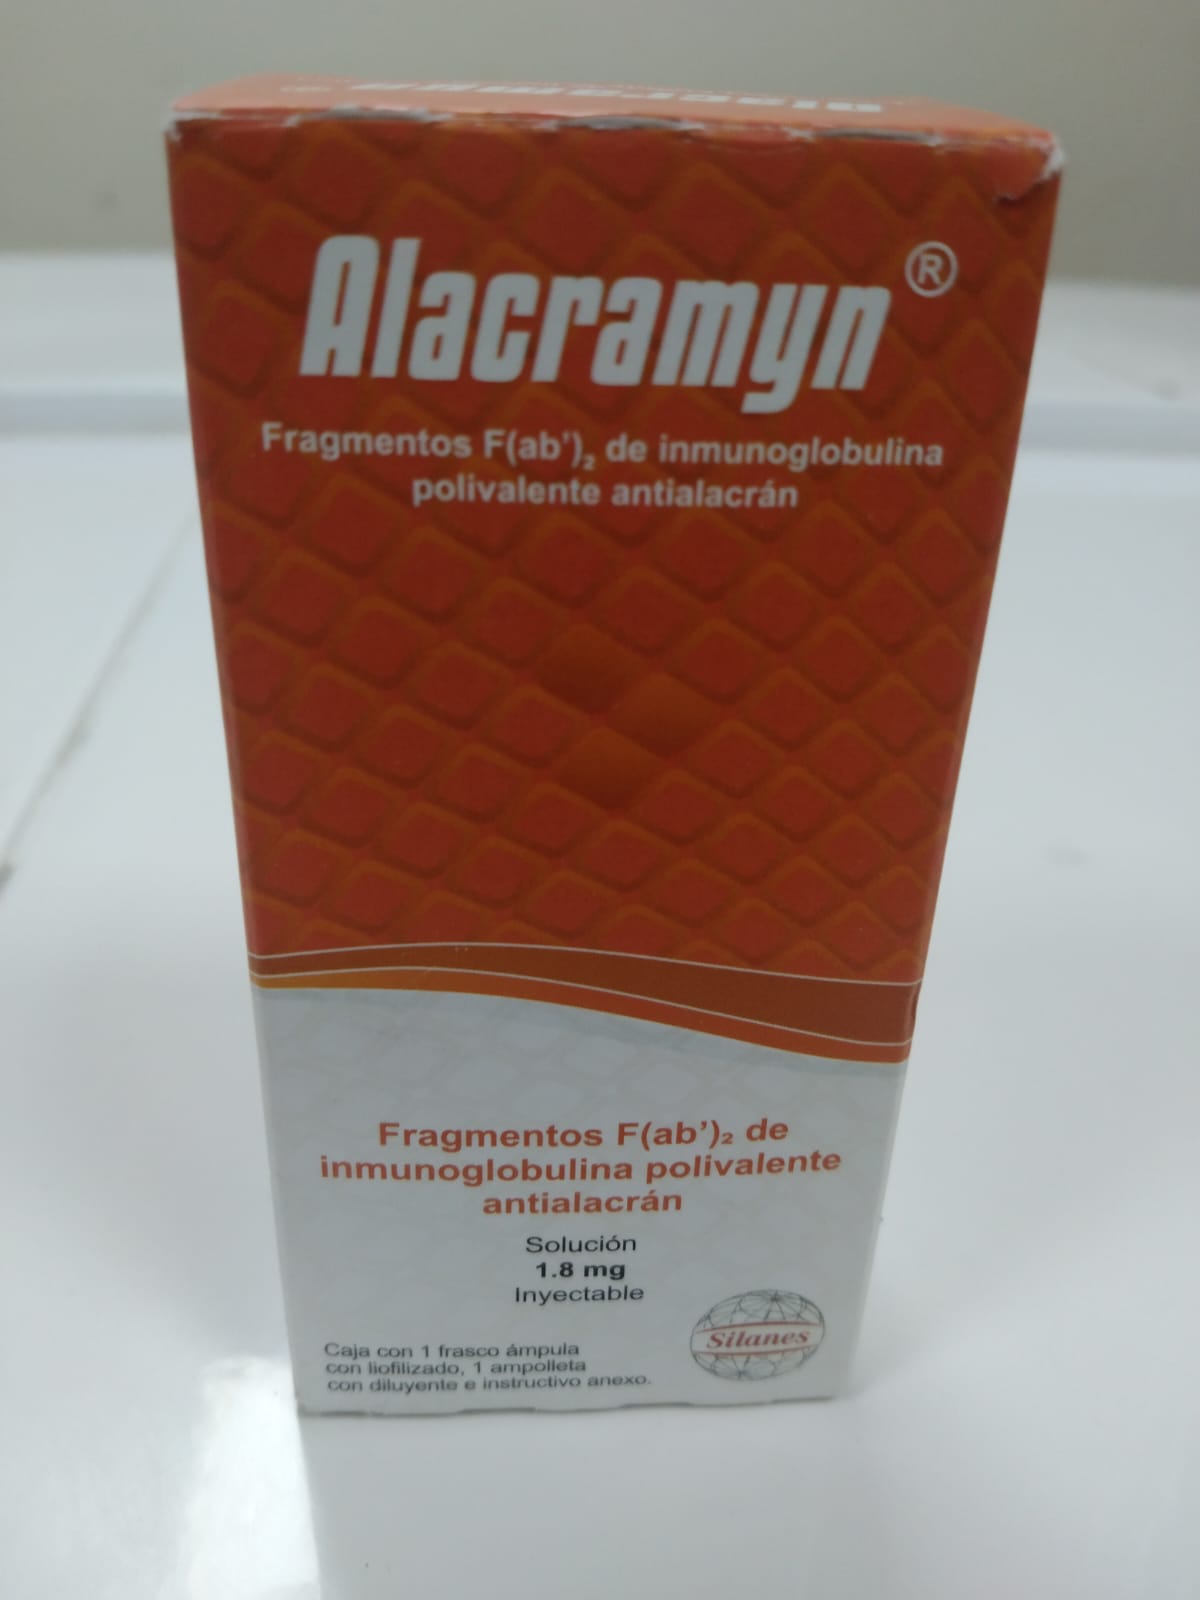 Alacramyn ®
Alacramyn®
Fragmentos F(ab')₂ de inmunoglobulina
polivalente antialacrán
Fragmentos F(ab')₂ de
inmunoglobulina polivalente
antialacrán
Solución
1.8 mg
Inyectable
Silanes
Caja con 1 frasco ámpula
con liofilizado, 1 ampolleta
con diluyente e instructivo anexo.